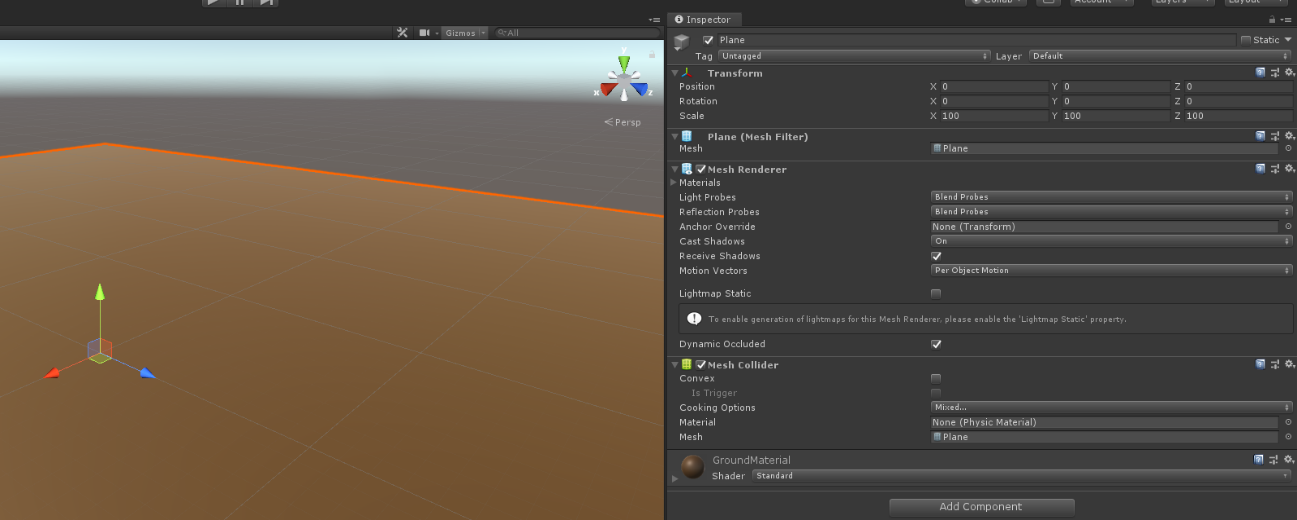 Collab
Account
Layers
Layout
Inspector
Gizmos
All
Plane
Static
Tag Untagged Layer Default
Transform
Position X 0 Y 0 Z 0
Rotation X 0 Y 0 Z 0
Scale X 100 Y 100 Z 100
Plane (Mesh Filter)
Mesh Plane
Mesh Renderer
Materials
Light Probes Blend Probes
Reflection Probes Blend Probes
Anchor Override None (Transform)
Cast Shadows On
Receive Shadows
Motion Vectors Per Object Motion
Lightmap Static
To enable generation of lightmaps for this Mesh Renderer, please enable the 'Lightmap Static' property.
Dynamic Occluded
Mesh Collider
Convex
Is Trigger
Cooking Options Mixed...
Material None (Physic Material)
Mesh Plane
GroundMaterial
Shader Standard
Add Component
y
x
z
Persp